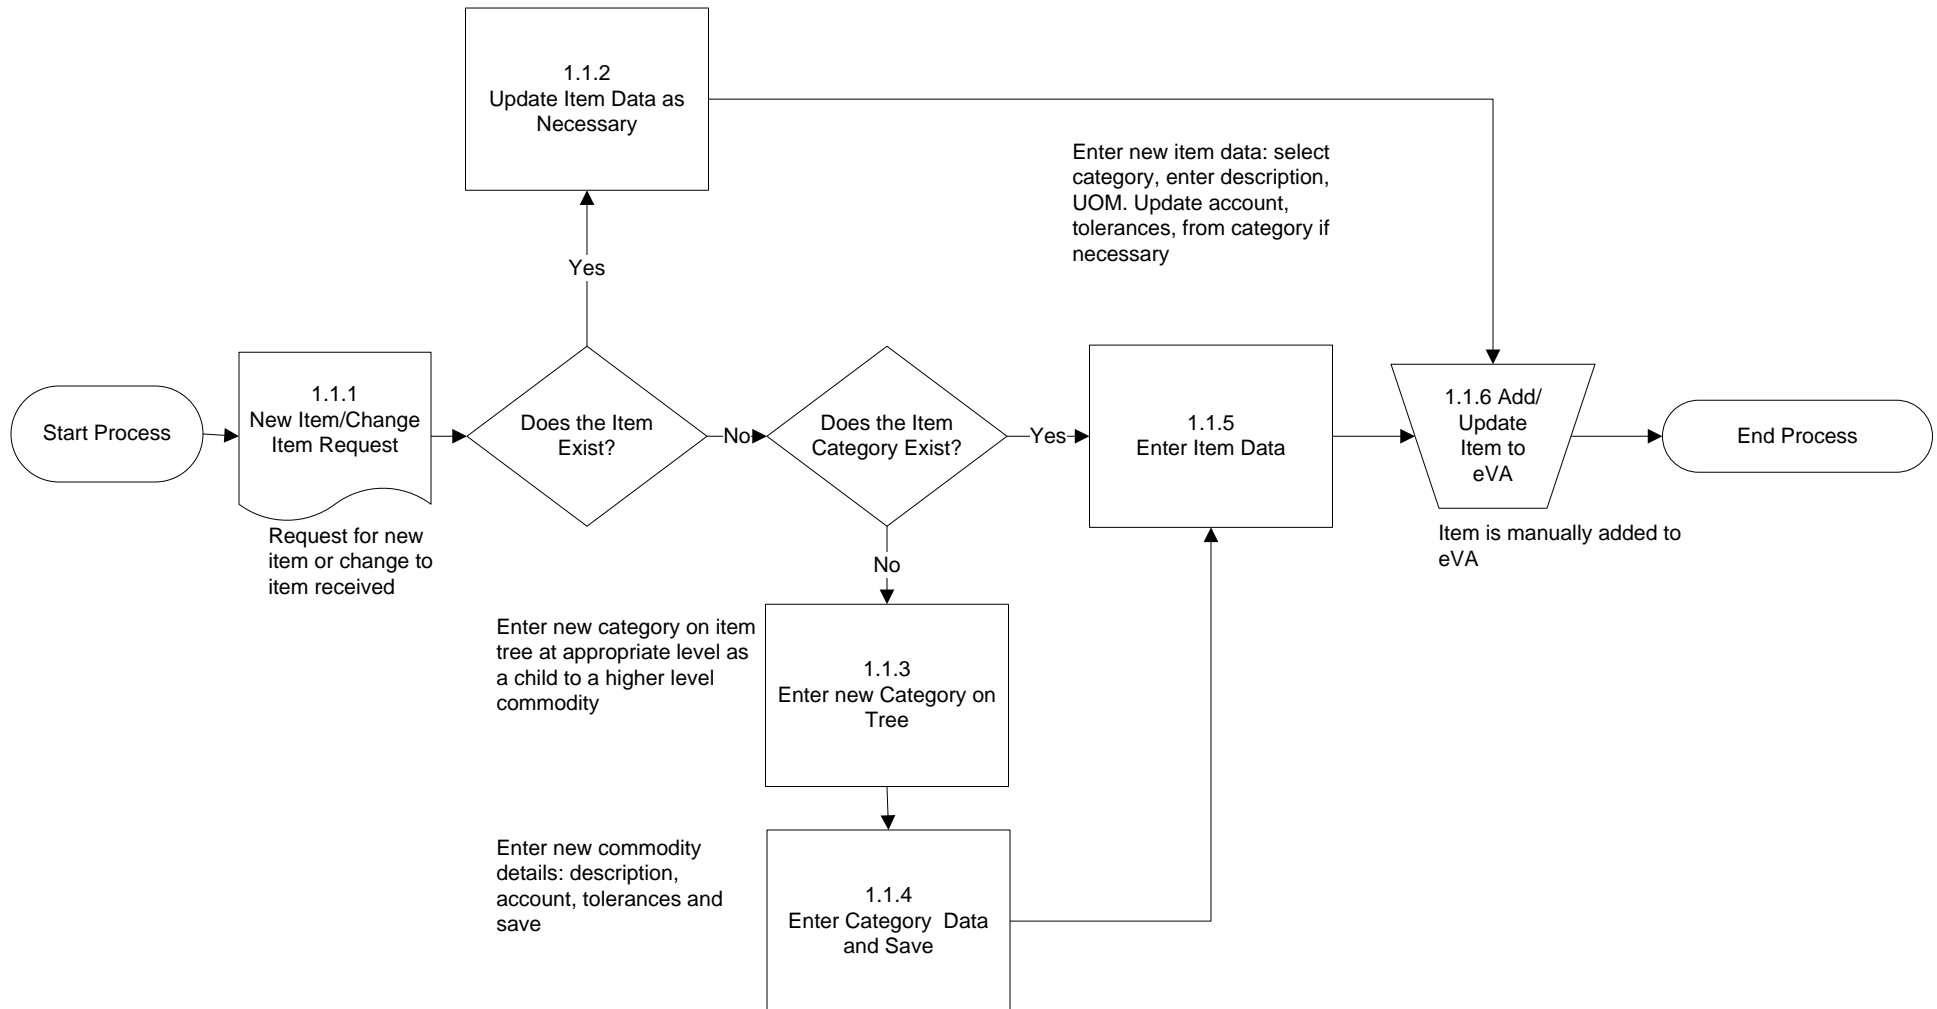 1.1.2
Update Item Data as
Necessary
Enter new item data: select
category, enter description,
UOM. Update account,
tolerances, from category if
necessary
Yes
Start Process
1.1.1
New Item/Change
Item Request
Does the Item
Exist?
No
Does the Item
Category Exist?
Yes
1.1.5
Enter Item Data
1.1.6 Add/
Update
Item to
eVA
End Process
Request for new
item or change to
item received
Item is manually added to
eVA
No
Enter new category on item
tree at appropriate level as
a child to a higher level
commodity
1.1.3
Enter new Category on
Tree
Enter new commodity
details: description,
account, tolerances and
save
1.1.4
Enter Category  Data
and Save